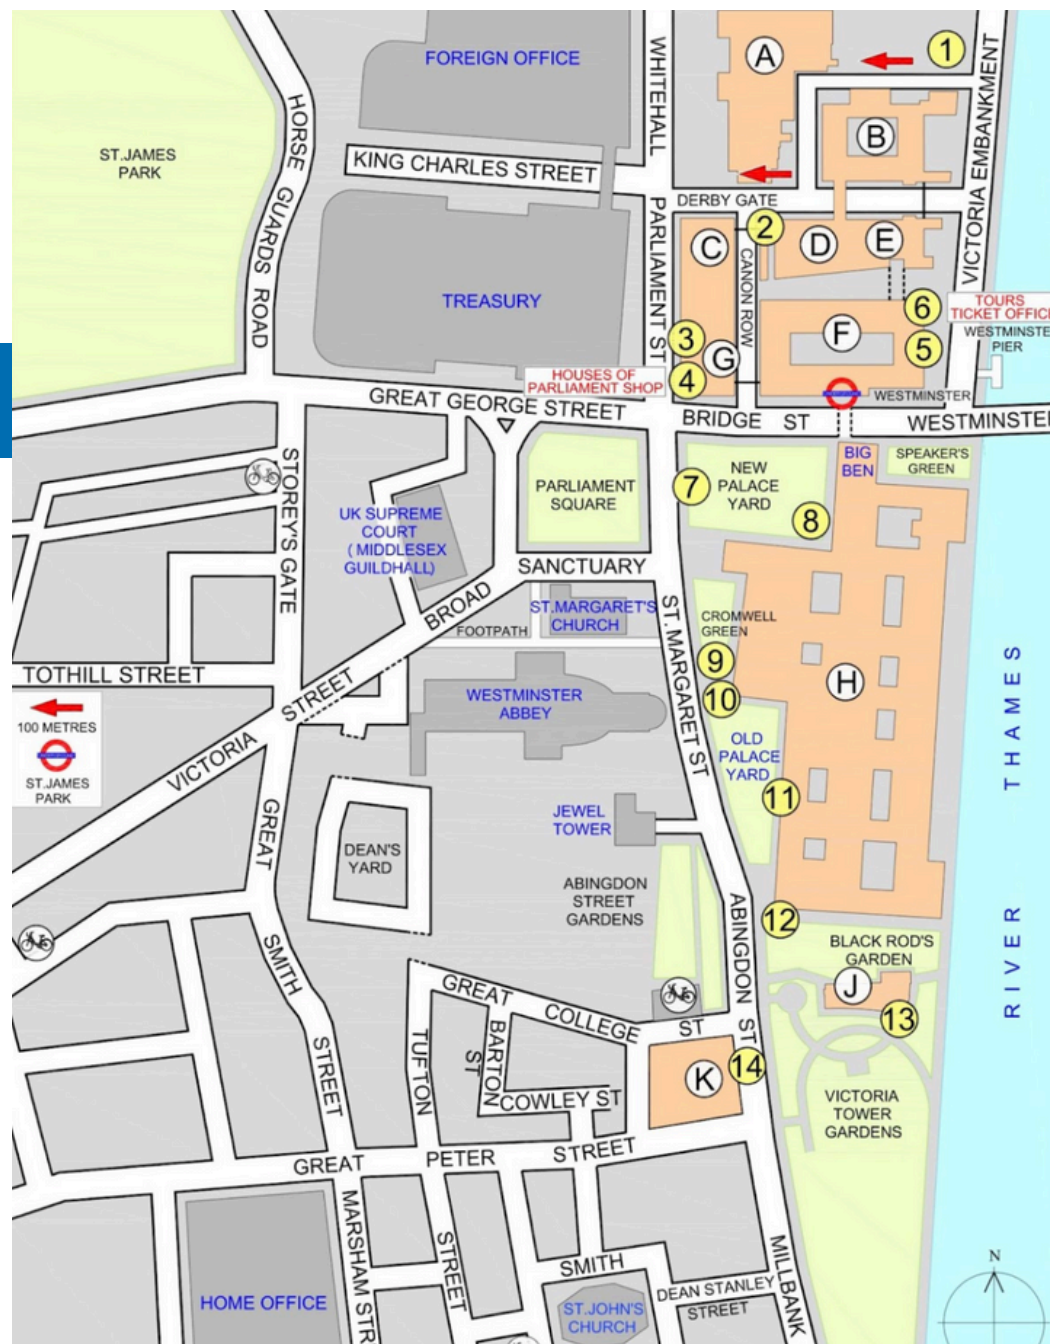 FOREIGN OFFICE
WHITEHALL
A
1
ST.JAMES
PARK
HORSE GUARDS ROAD
KING CHARLES STREET
B
VICTORIA EMBANKMENT
DERBY GATE
PARLIAMENT ST
C
2
D
E
CANON ROW
TREASURY
6
TOURS
TICKET OFFIC
WESTMINSTE
PIER
3
G
F
5
4
HOUSES OF
PARLIAMENT SHOP
WESTMINSTER
GREAT GEORGE STREET
BRIDGE ST
WESTMINSTER
BIG
BEN
SPEAKER'S
GREEN
STOREY'S GATE
PARLIAMENT
SQUARE
7
NEW
PALACE
YARD
8
UK SUPREME
COURT
( MIDDLESEX
GUILDHALL)
BROAD SANCTUARY
ST.MARGARET'S
CHURCH
FOOTPATH
ST. MARGARET ST
CROMWELL
GREEN
9
H
10
TOTHILL STREET
100 METRES
ST.JAMES
PARK
VICTORIA STREET
WESTMINSTER
ABBEY
OLD
PALACE
YARD
11
RIVER THAMES
JEWEL
TOWER
DEAN'S
YARD
ABINGDON
STREET
GARDENS
GREAT SMITH STREET
ABINGDON ST
12
BLACK ROD'S
GARDEN
J
13
GREAT COLLEGE ST
BARTON
ST
TUFTON STREET
COWLEY ST
K
14
VICTORIA
TOWER
GARDENS
GREAT PETER STREET
MARSHAM STR
SMITH
DEAN STANLEY
STREET
MILLBANK
HOME OFFICE
ST.JOHN'S
CHURCH
N